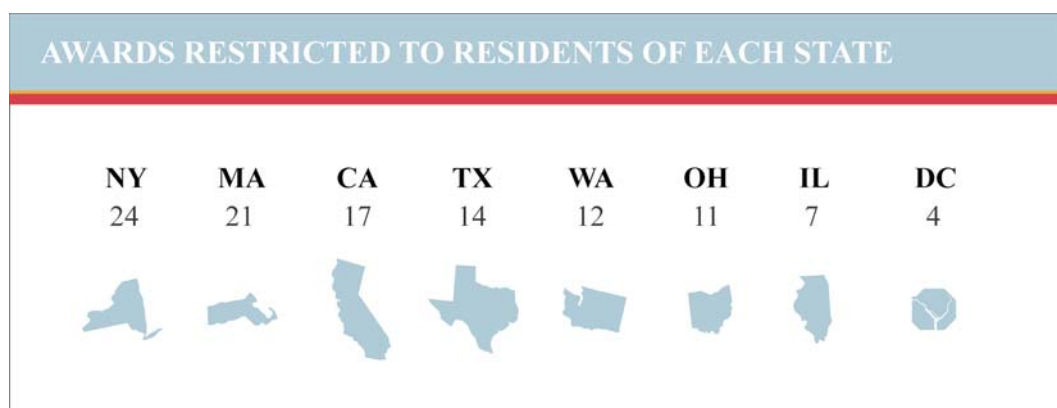 AWARDS RESTRICTED TO RESIDENTS OF EACH STATE
NY MA CA TX WA OH IL DC
24 21 17 14 12 11 7 4